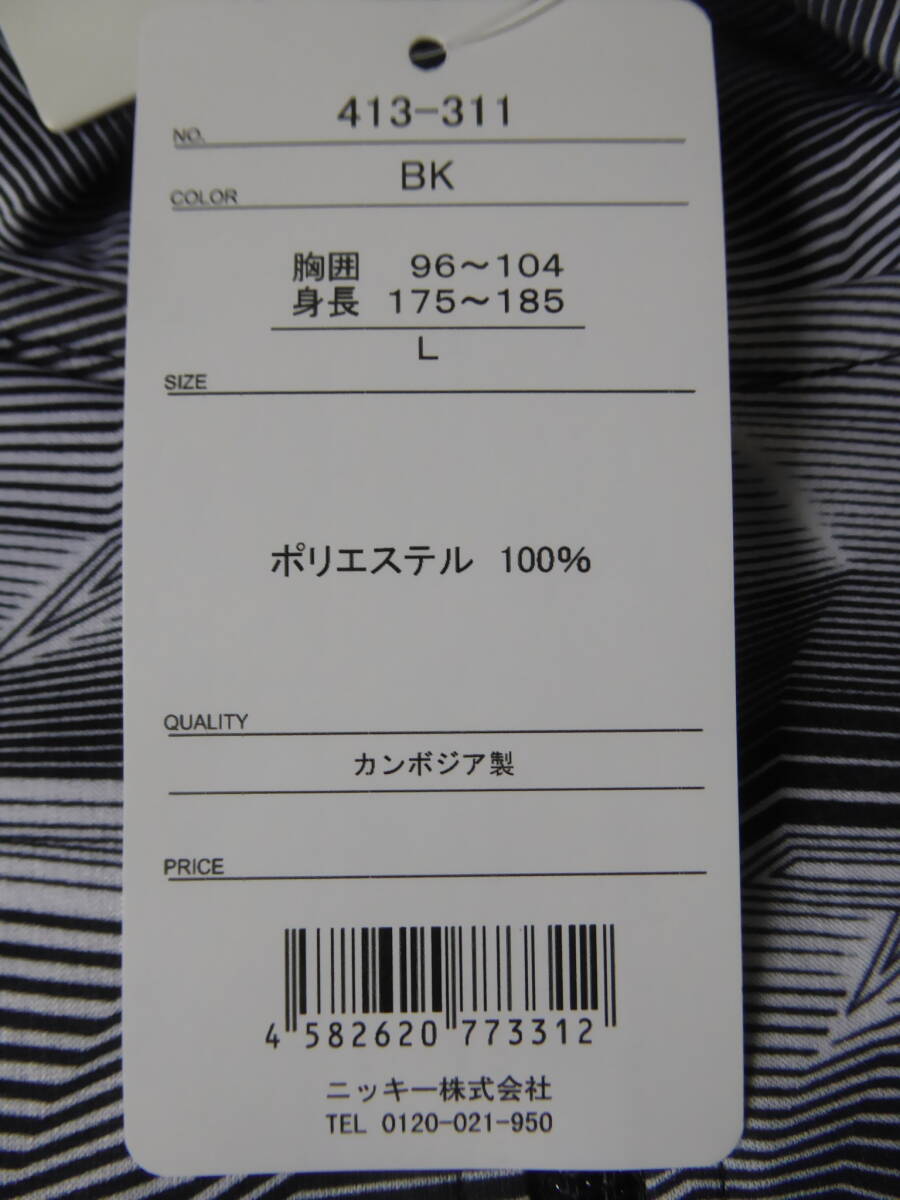 413-311
NO.
BK
COLOR
胸囲 96～104
身長 175～185
L
SIZE
ポリエステル 100%
QUALITY
カンボジア製
PRICE
4 582620 773312
ニッキー株式会社
TEL 0120-021-950